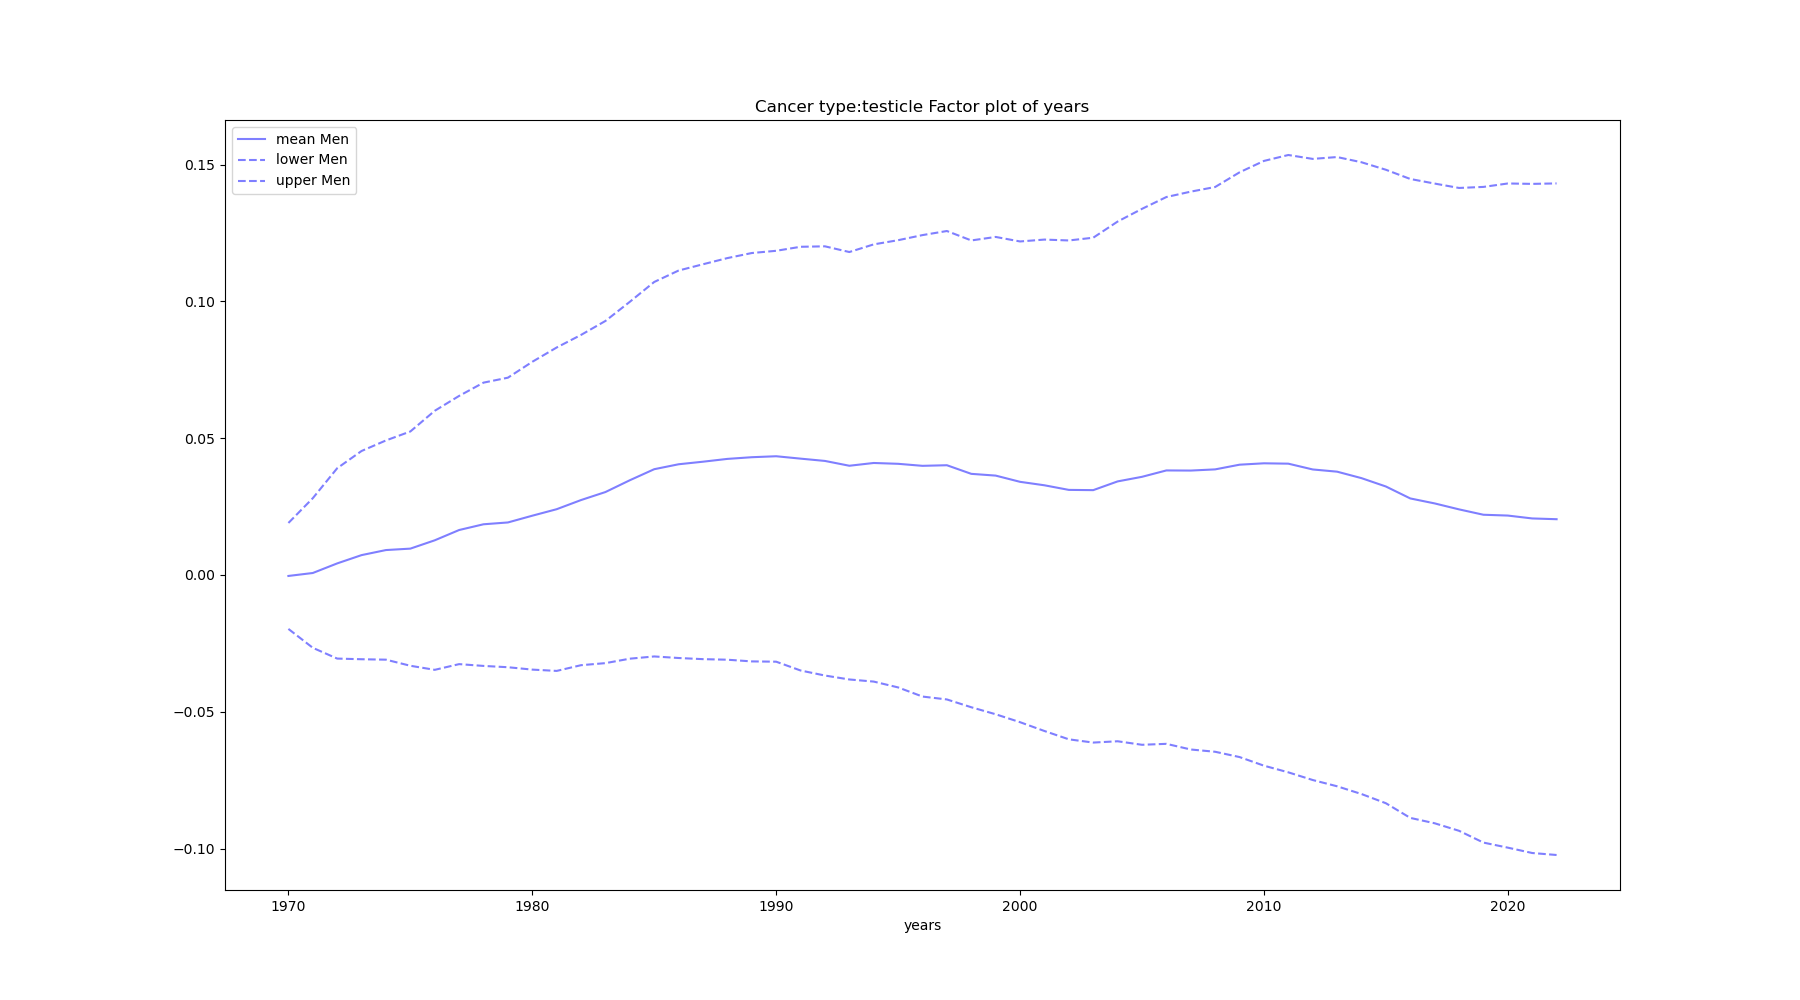 Cancer type:testicle Factor plot of years
mean Men
lower Men
upper Men
0.15
0.10
0.05
0.00
−0.05
−0.10
1970 1980 1990 2000 2010 2020
years